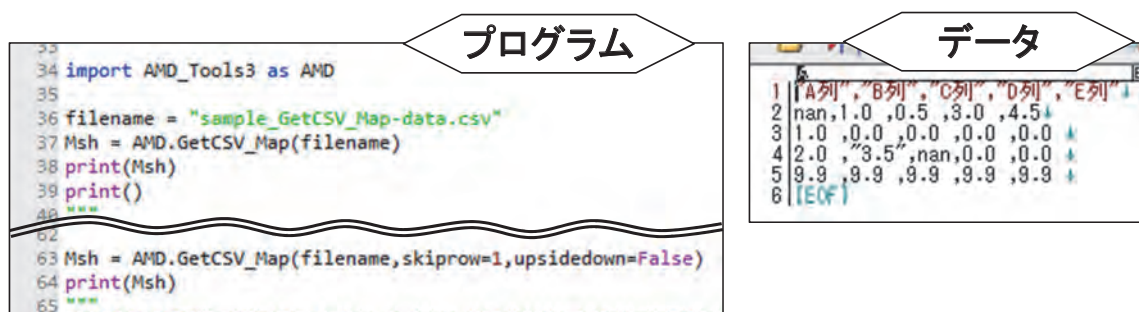 プログラム
34 import AMD_Tools3 as AMD
35
36 filename = "sample_GetCSV_Map-data.csv"
37 Msh = AMD.GetCSV_Map(filename)
38 print(Msh)
39 print()
40 """
62
63 Msh = AMD.GetCSV_Map(filename,skiprow=1,upsidedown=False)
64 print(Msh)
65 """
データ
1 "A列","B列","C列","D列","E列"↓
2 nan,1.0 ,0.5 ,3.0 ,4.5↓
3 1.0 ,0.0 ,0.0 ,0.0 ,0.0 ↓
4 2.0 ,"3.5",nan,0.0 ,0.0 ↓
5 9.9 ,9.9 ,9.9 ,9.9 ,9.9 ↓
6 [EOF]